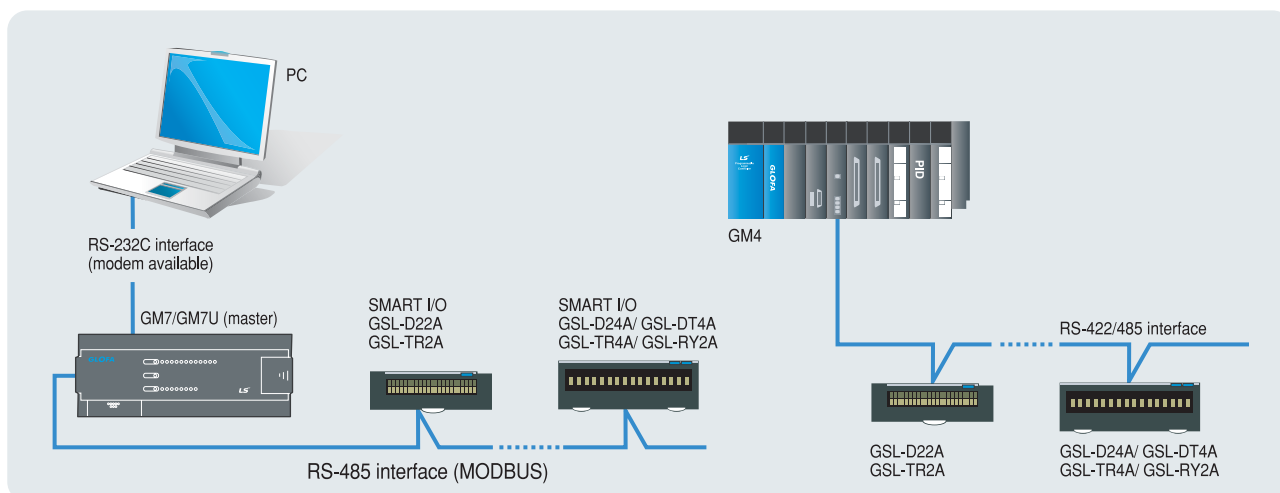 PC
RS-232C interface
(modem available)
GM7/GM7U (master)
LS
SMART I/O
GSL-D22A
GSL-TR2A
SMART I/O
GSL-D24A/ GSL-DT4A
GSL-TR4A/ GSL-RY2A
RS-485 interface (MODBUS)
LS
GLOFA
PID
GM4
RS-422/485 interface
GSL-D22A
GSL-TR2A
GSL-D24A/ GSL-DT4A
GSL-TR4A/ GSL-RY2A